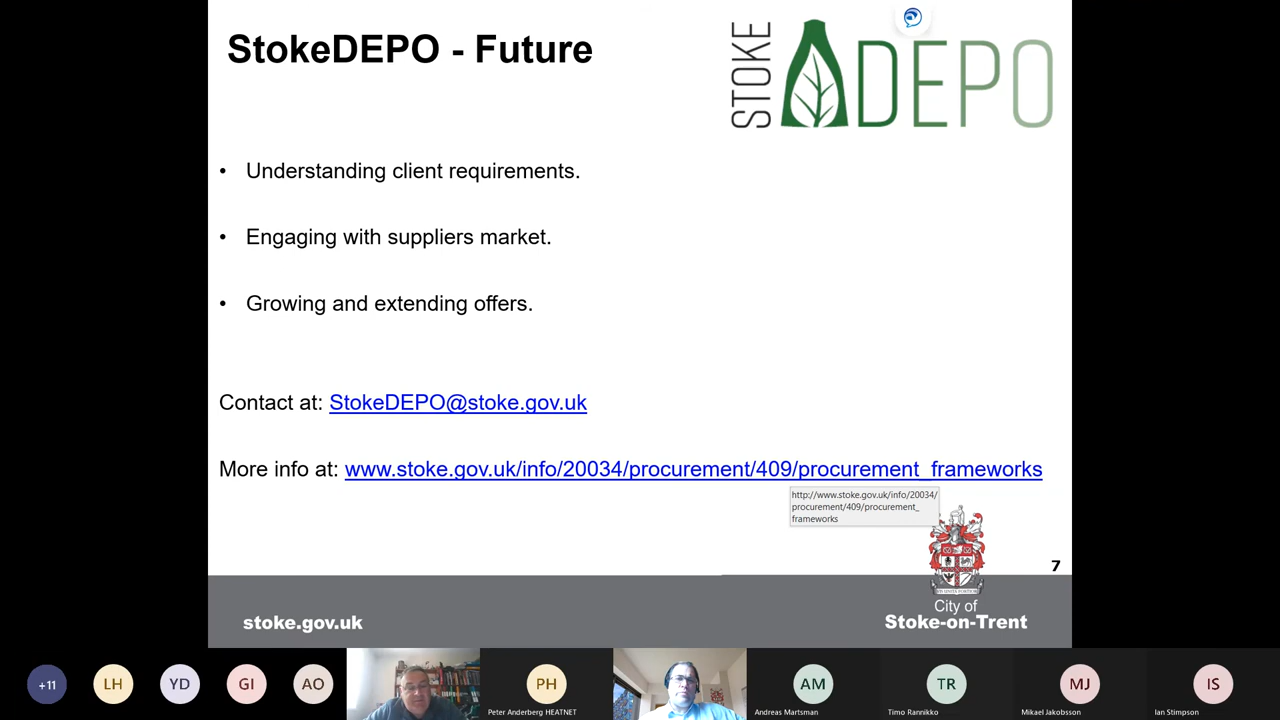 StokeDEPO - Future
STOKE
DEPO
• Understanding client requirements.
• Engaging with suppliers market.
• Growing and extending offers.
Contact at: StokeDEPO@stoke.gov.uk
More info at: www.stoke.gov.uk/info/20034/procurement/409/procurement_frameworks
http://www.stoke.gov.uk/info/20034/
procurement/409/procurement_
frameworks
7
City of
Stoke-on-Trent
stoke.gov.uk
+11
LH
YD
GI
AO
PH
Peter Anderberg HEATNET
AM
Andreas Martsman
TR
Timo Rannikko
MJ
Mikael Jakobsson
IS
Ian Stimpson